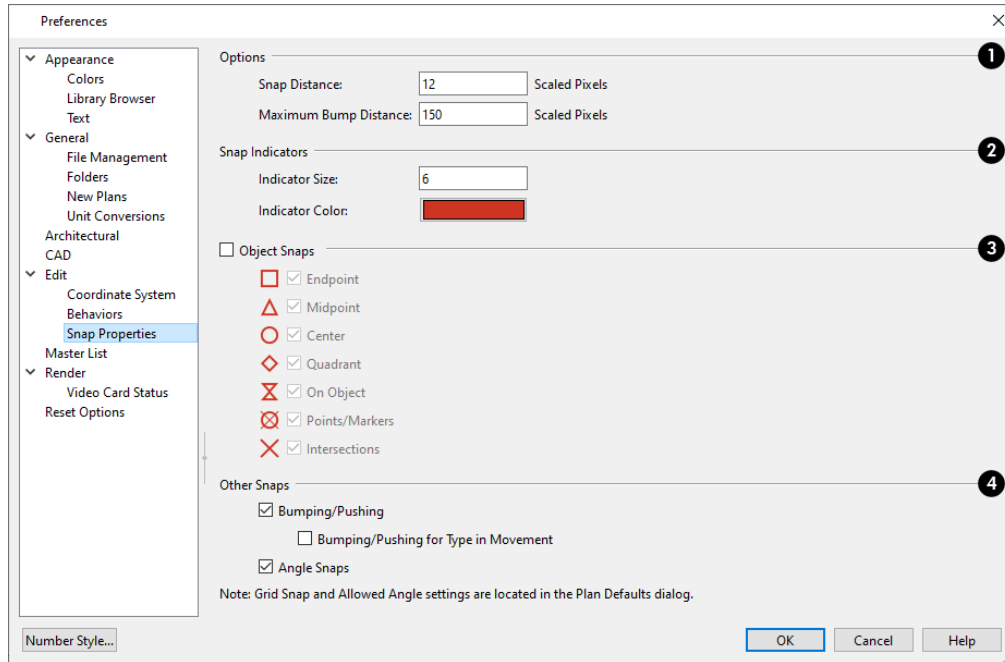 Preferences
Appearance
Colors
Library Browser
Text
General
File Management
Folders
New Plans
Unit Conversions
Architectural
CAD
Edit
Coordinate System
Behaviors
Snap Properties
Master List
Render
Video Card Status
Reset Options
Options 1
Snap Distance: 12 Scaled Pixels
Maximum Bump Distance: 150 Scaled Pixels
Snap Indicators 2
Indicator Size: 6
Indicator Color:
Object Snaps 3
Endpoint
Midpoint
Center
Quadrant
On Object
Points/Markers
Intersections
Other Snaps 4
Bumping/Pushing
Bumping/Pushing for Type in Movement
Angle Snaps
Note: Grid Snap and Allowed Angle settings are located in the Plan Defaults dialog.
Number Style... OK Cancel Help